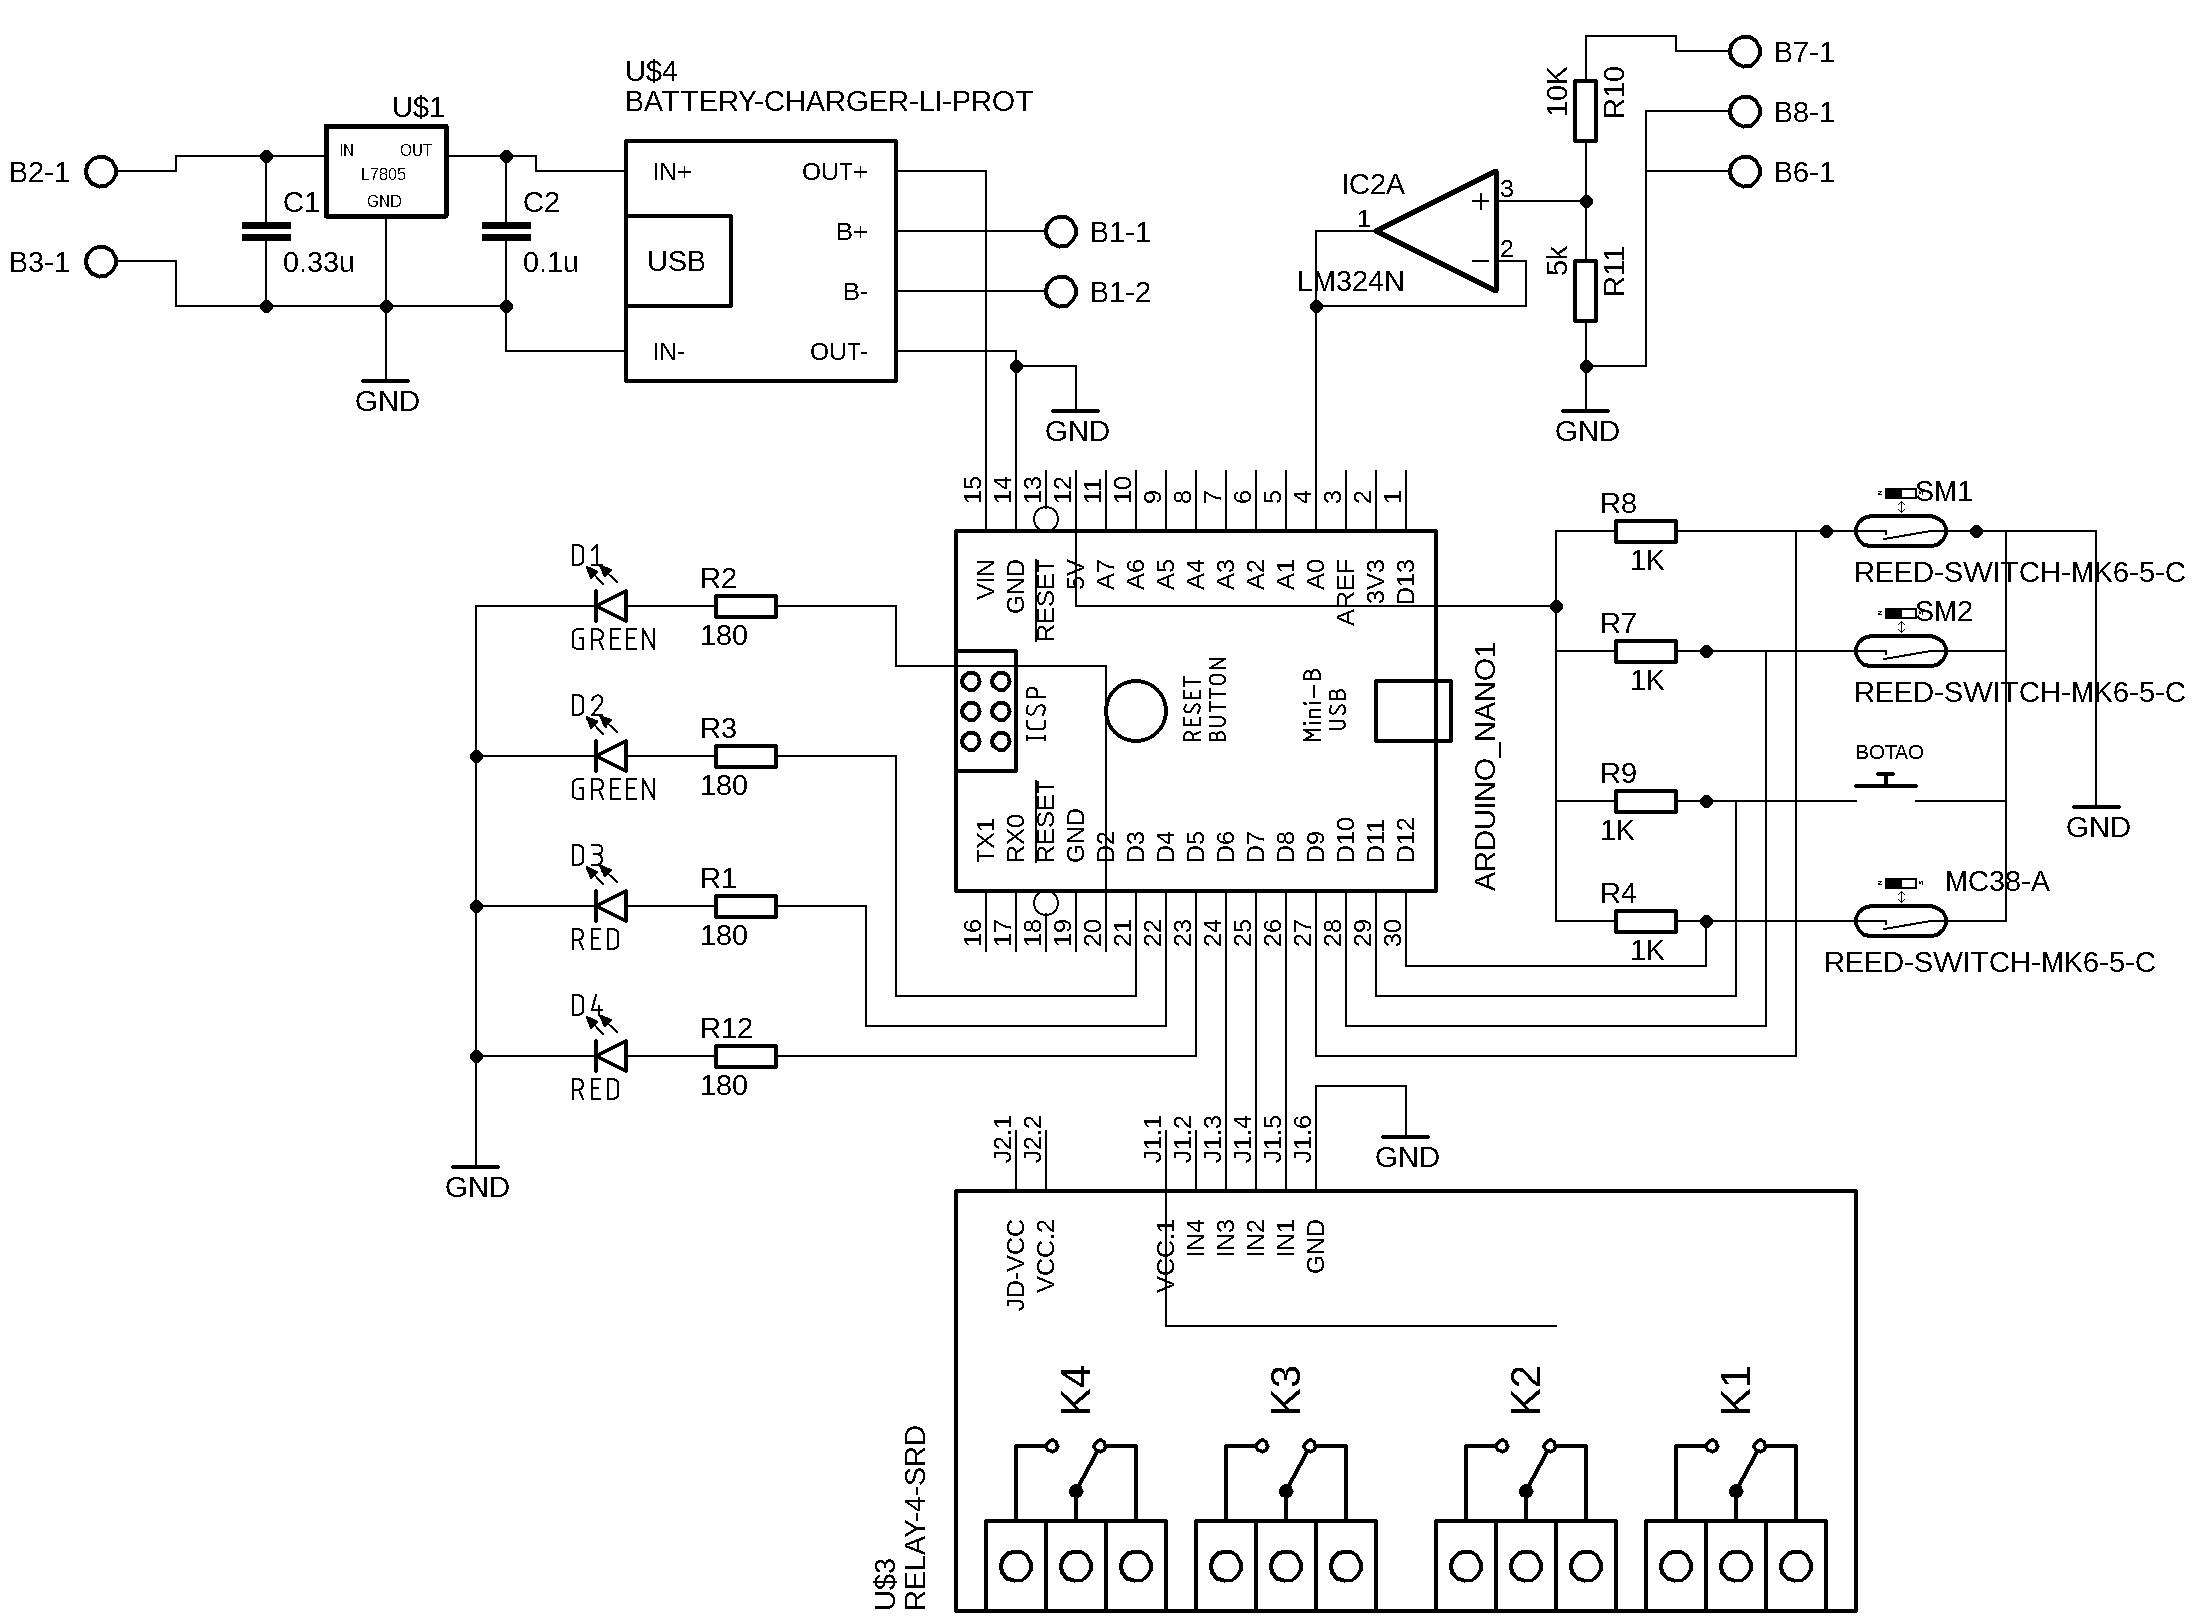 U$4
BATTERY-CHARGER-LI-PROT
U$1
IN
OUT
L7805
GND
B2-1
B3-1
C1
0.33u
C2
0.1u
GND
IN+
USB
IN-
OUT+
B+
B-
OUT-
B1-1
B1-2
GND
B7-1
B8-1
B6-1
10K
R10
5k
R11
IC2A
LM324N
1
3
2
GND
15
14
13
12
11
10
9
8
7
6
5
4
3
2
1
VIN
GND
RESET
5V
A7
A6
A5
A4
A3
A2
A1
A0
AREF
3V3
D13
ICSP
RESET
BUTTON
Mini-B
USB
ARDUINO_NANO1
TX1
RX0
RESET
GND
D2
D3
D4
D5
D6
D7
D8
D9
D10
D11
D12
16
17
18
19
20
21
22
23
24
25
26
27
28
29
30
D1
GREEN
R2
180
D2
GREEN
R3
180
D3
RED
R1
180
D4
RED
R12
180
GND
R8
1K
SM1
REED-SWITCH-MK6-5-C
R7
1K
SM2
REED-SWITCH-MK6-5-C
R9
1K
BOTAO
R4
1K
MC38-A
REED-SWITCH-MK6-5-C
GND
J2.1
J2.2
J1.1
J1.2
J1.3
J1.4
J1.5
J1.6
GND
JD-VCC
VCC.2
VCC.1
IN4
IN3
IN2
IN1
GND
K4
K3
K2
K1
U$3
RELAY-4-SRD